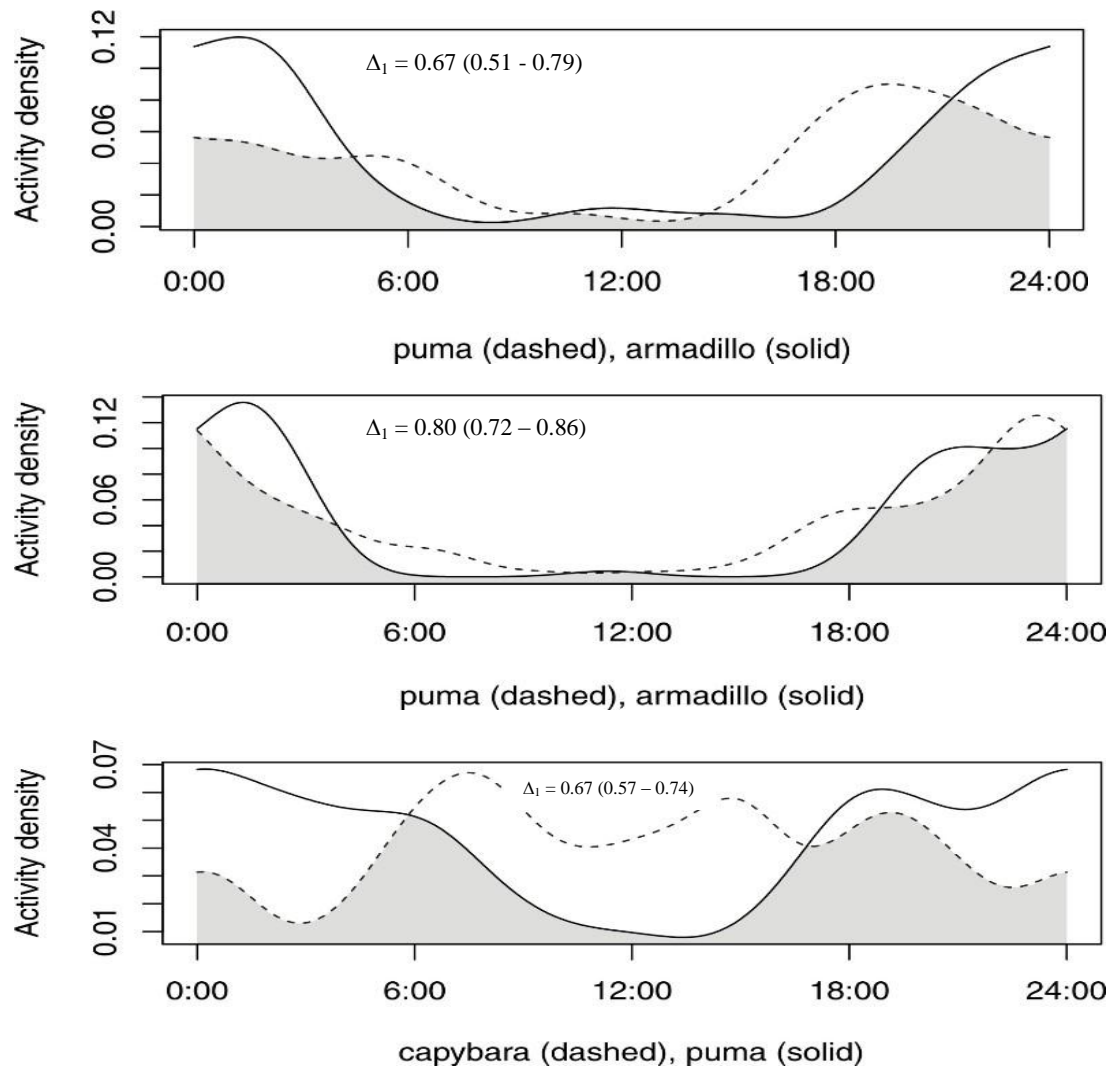 Activity density
0.12
0.06
0.00
Δ₁ = 0.67 (0.51 - 0.79)
0:00 6:00 12:00 18:00 24:00
puma (dashed), armadillo (solid)
Activity density
0.12
0.06
0.00
Δ₁ = 0.80 (0.72 – 0.86)
0:00 6:00 12:00 18:00 24:00
puma (dashed), armadillo (solid)
Activity density
0.07
0.04
0.01
Δ₁ = 0.67 (0.57 – 0.74)
0:00 6:00 12:00 18:00 24:00
capybara (dashed), puma (solid)